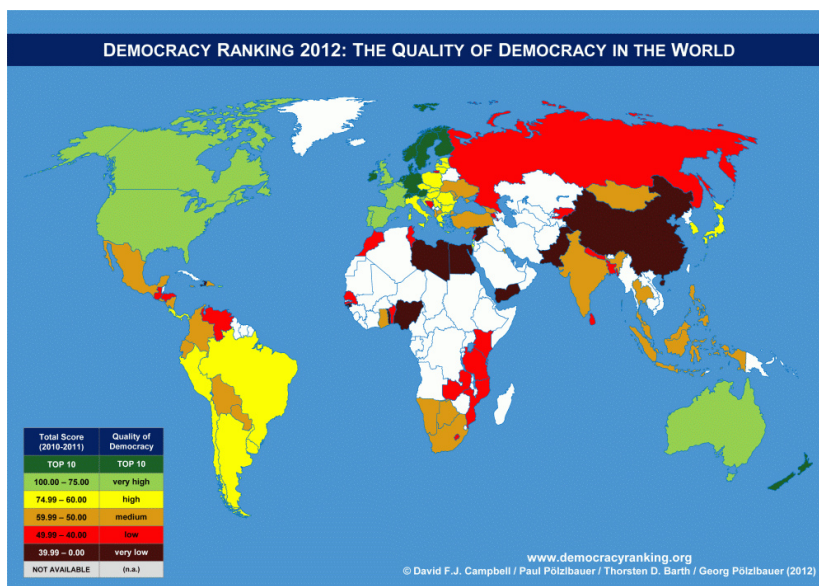 DEMOCRACY RANKING 2012: THE QUALITY OF DEMOCRACY IN THE WORLD
Total Score
(2010-2011)
Quality of
Democracy
TOP 10 TOP 10
100.00 – 75.00 very high
74.99 – 60.00 high
59.99 – 50.00 medium
49.99 – 40.00 low
39.99 – 0.00 very low
NOT AVAILABLE (n.a.)
www.democracyranking.org
© David F.J. Campbell / Paul Pölzlbauer / Thorsten D. Barth / Georg Pölzlbauer (2012)